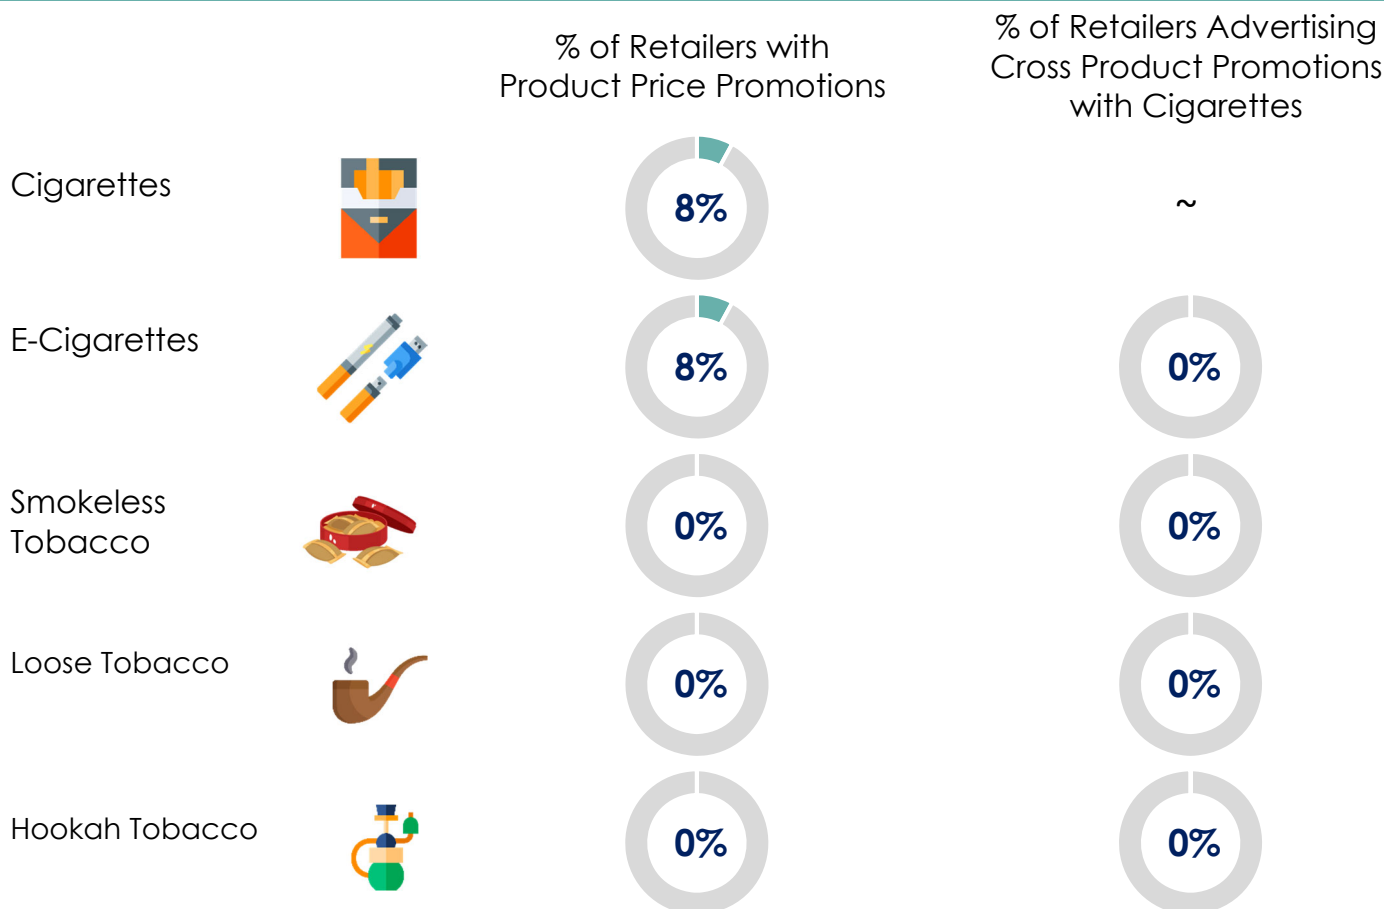 % of Retailers with
Product Price Promotions
% of Retailers Advertising
Cross Product Promotions
with Cigarettes
Cigarettes
8%
~
E-Cigarettes
8%
0%
Smokeless
Tobacco
0%
0%
Loose Tobacco
0%
0%
Hookah Tobacco
0%
0%